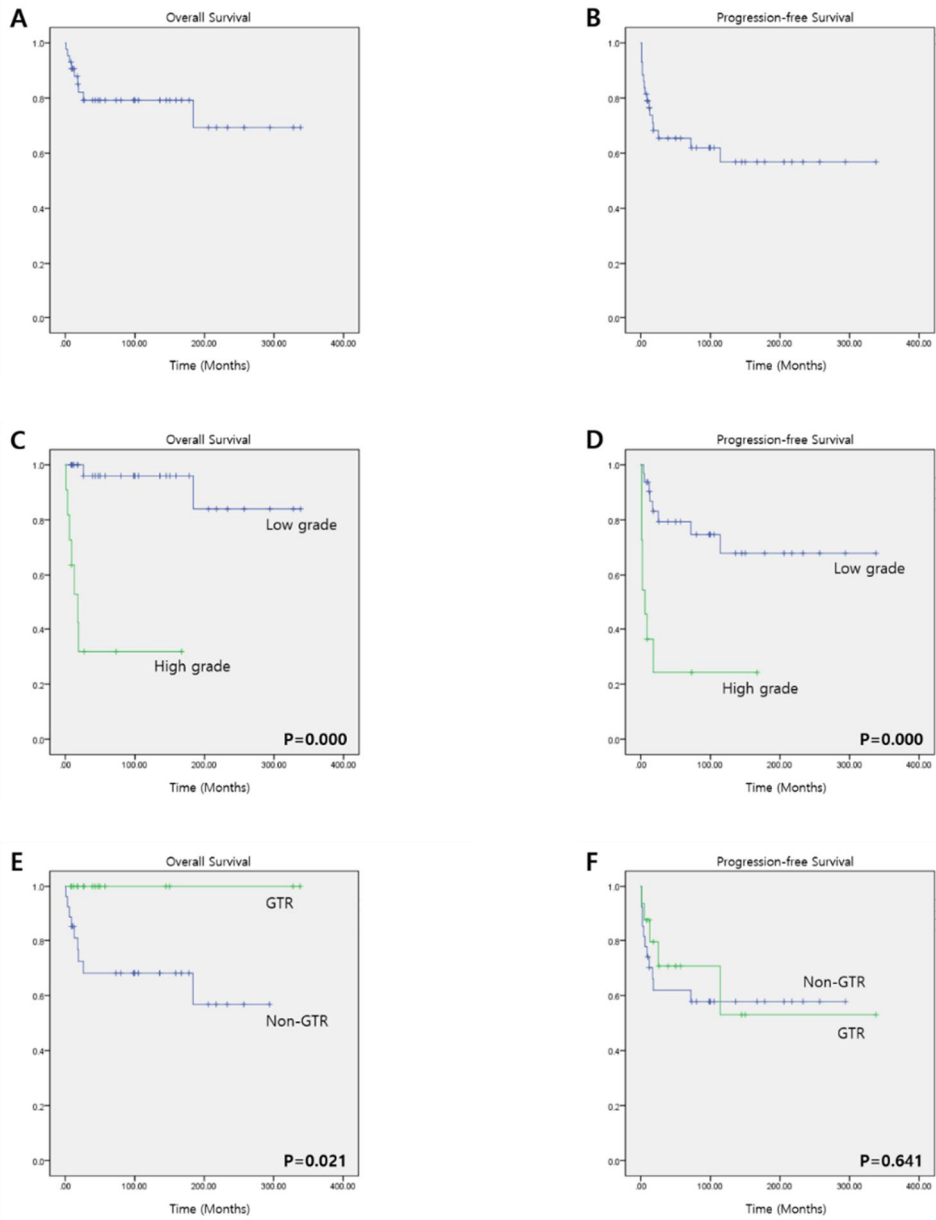 A
Overall Survival
1.0
0.8
0.6
0.4
0.2
0.0
.00 100.00 200.00 300.00 400.00
Time (Months)
B
Progression-free Survival
1.0
0.8
0.6
0.4
0.2
0.0
.00 100.00 200.00 300.00 400.00
Time (Months)
C
Overall Survival
1.0
0.8
0.6
0.4
0.2
0.0
Low grade
High grade
P=0.000
.00 100.00 200.00 300.00 400.00
Time (Months)
D
Progression-free Survival
1.0
0.8
0.6
0.4
0.2
0.0
Low grade
High grade
P=0.000
.00 100.00 200.00 300.00 400.00
Time (Months)
E
Overall Survival
1.0
0.8
0.6
0.4
0.2
0.0
GTR
Non-GTR
P=0.021
.00 100.00 200.00 300.00 400.00
Time (Months)
F
Progression-free Survival
1.0
0.8
0.6
0.4
0.2
0.0
Non-GTR
GTR
P=0.641
.00 100.00 200.00 300.00 400.00
Time (Months)